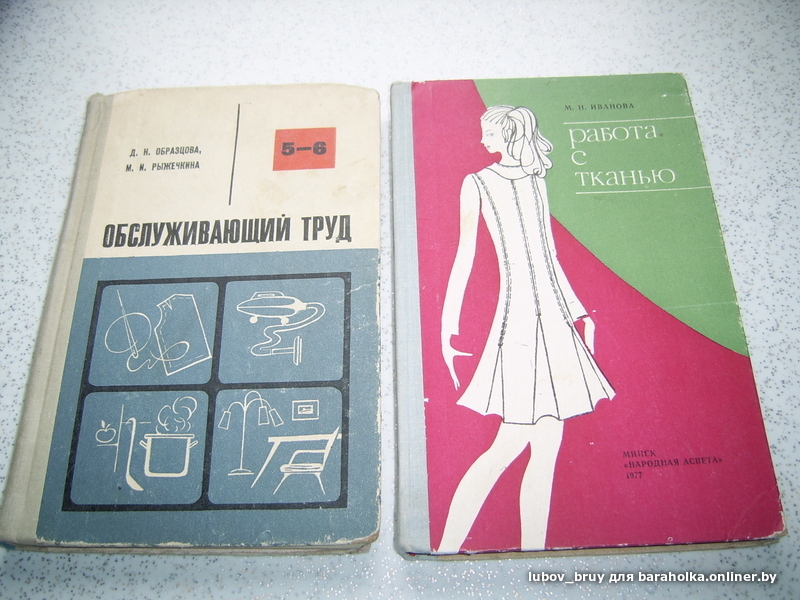 Д. Н. ОБРАЗЦОВА,
М. И. РЫЖЕЧКИНА
5—6
ОБСЛУЖИВАЮЩИЙ ТРУД
М. Н. ИВАНОВА
РАБОТА
С
ТКАНЬЮ
МИНСК
«НАРОДНАЯ АСВЕТА»
1977
lubov_bruy для baraholka.onliner.by